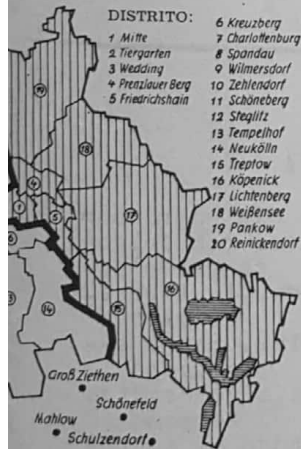 DISTRITO:
1 Mitte
2 Tiergarten
3 Wedding
4 Prenzlauer Berg
5 Friedrichshain
6 Kreuzberg
7 Charlottenburg
8 Spandau
9 Wilmersdorf
10 Zehlendorf
11 Schöneberg
12 Steglitz
13 Tempelhof
14 Neukölln
15 Treptow
16 Köpenick
17 Lichtenberg
18 Weißensee
19 Pankow
20 Reinickendorf
19
18
4
17
1
5
6
16
3
14
15
Groß Ziethen
Schönefeld
Mahlow
Schulzendorf